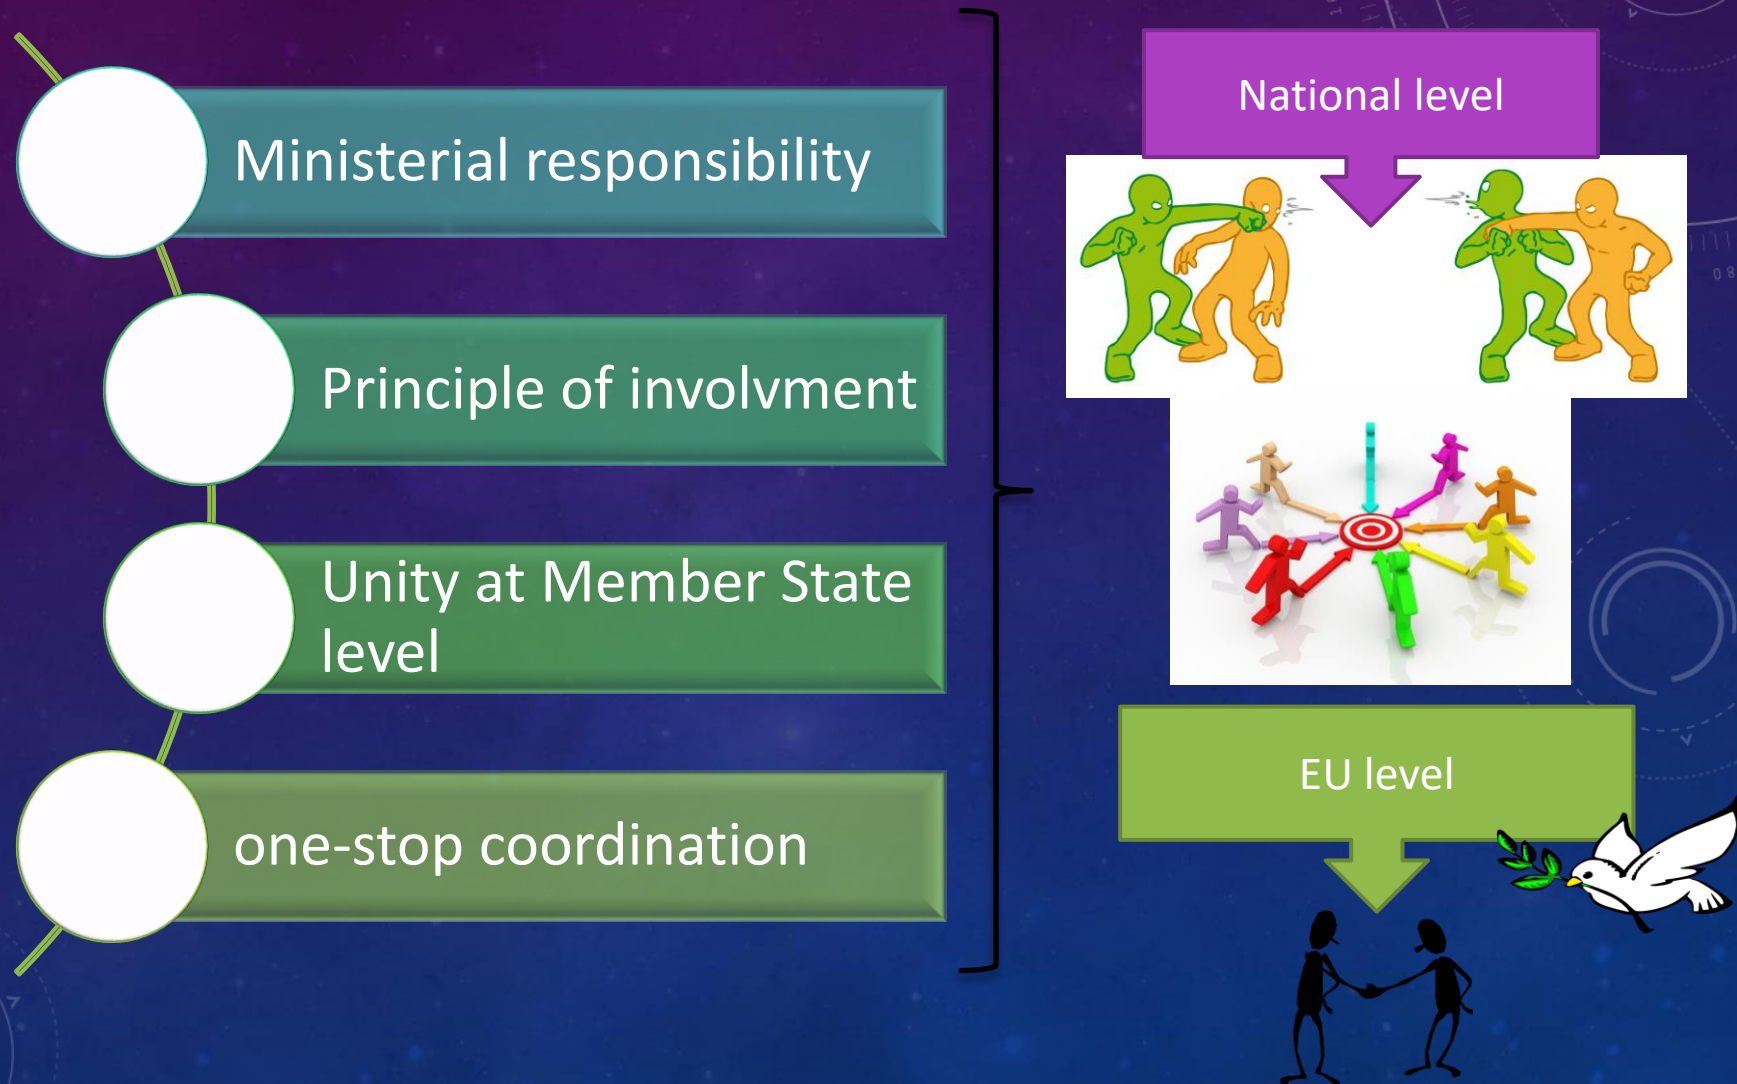 Ministerial responsibility
Principle of involvment
Unity at Member State
level
one-stop coordination
National level
EU level